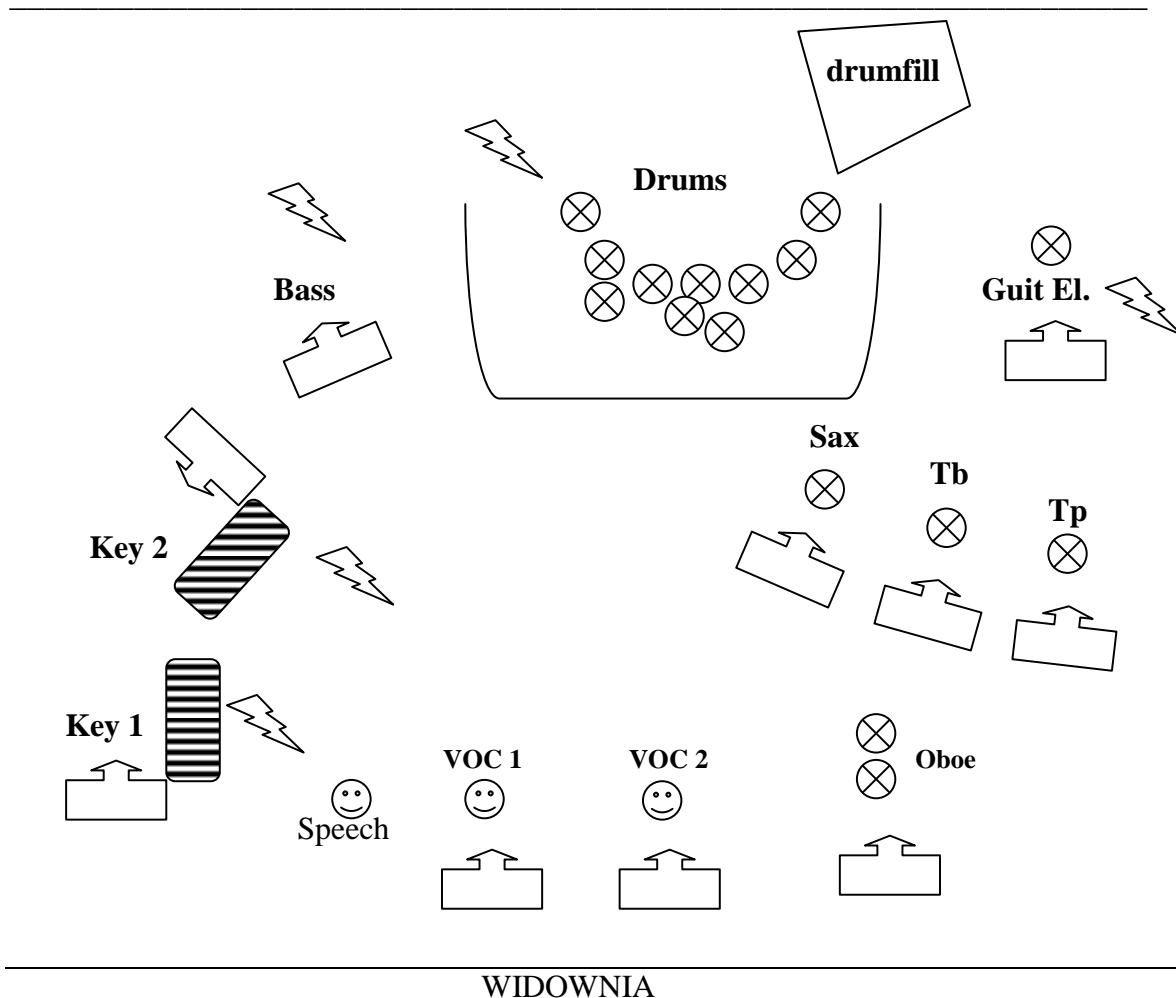 drumfill
Drums
Bass
Guit El.
Sax
Tb
Tp
Key 2
Key 1
VOC 1
VOC 2
Oboe
Speech
WIDOWNIA